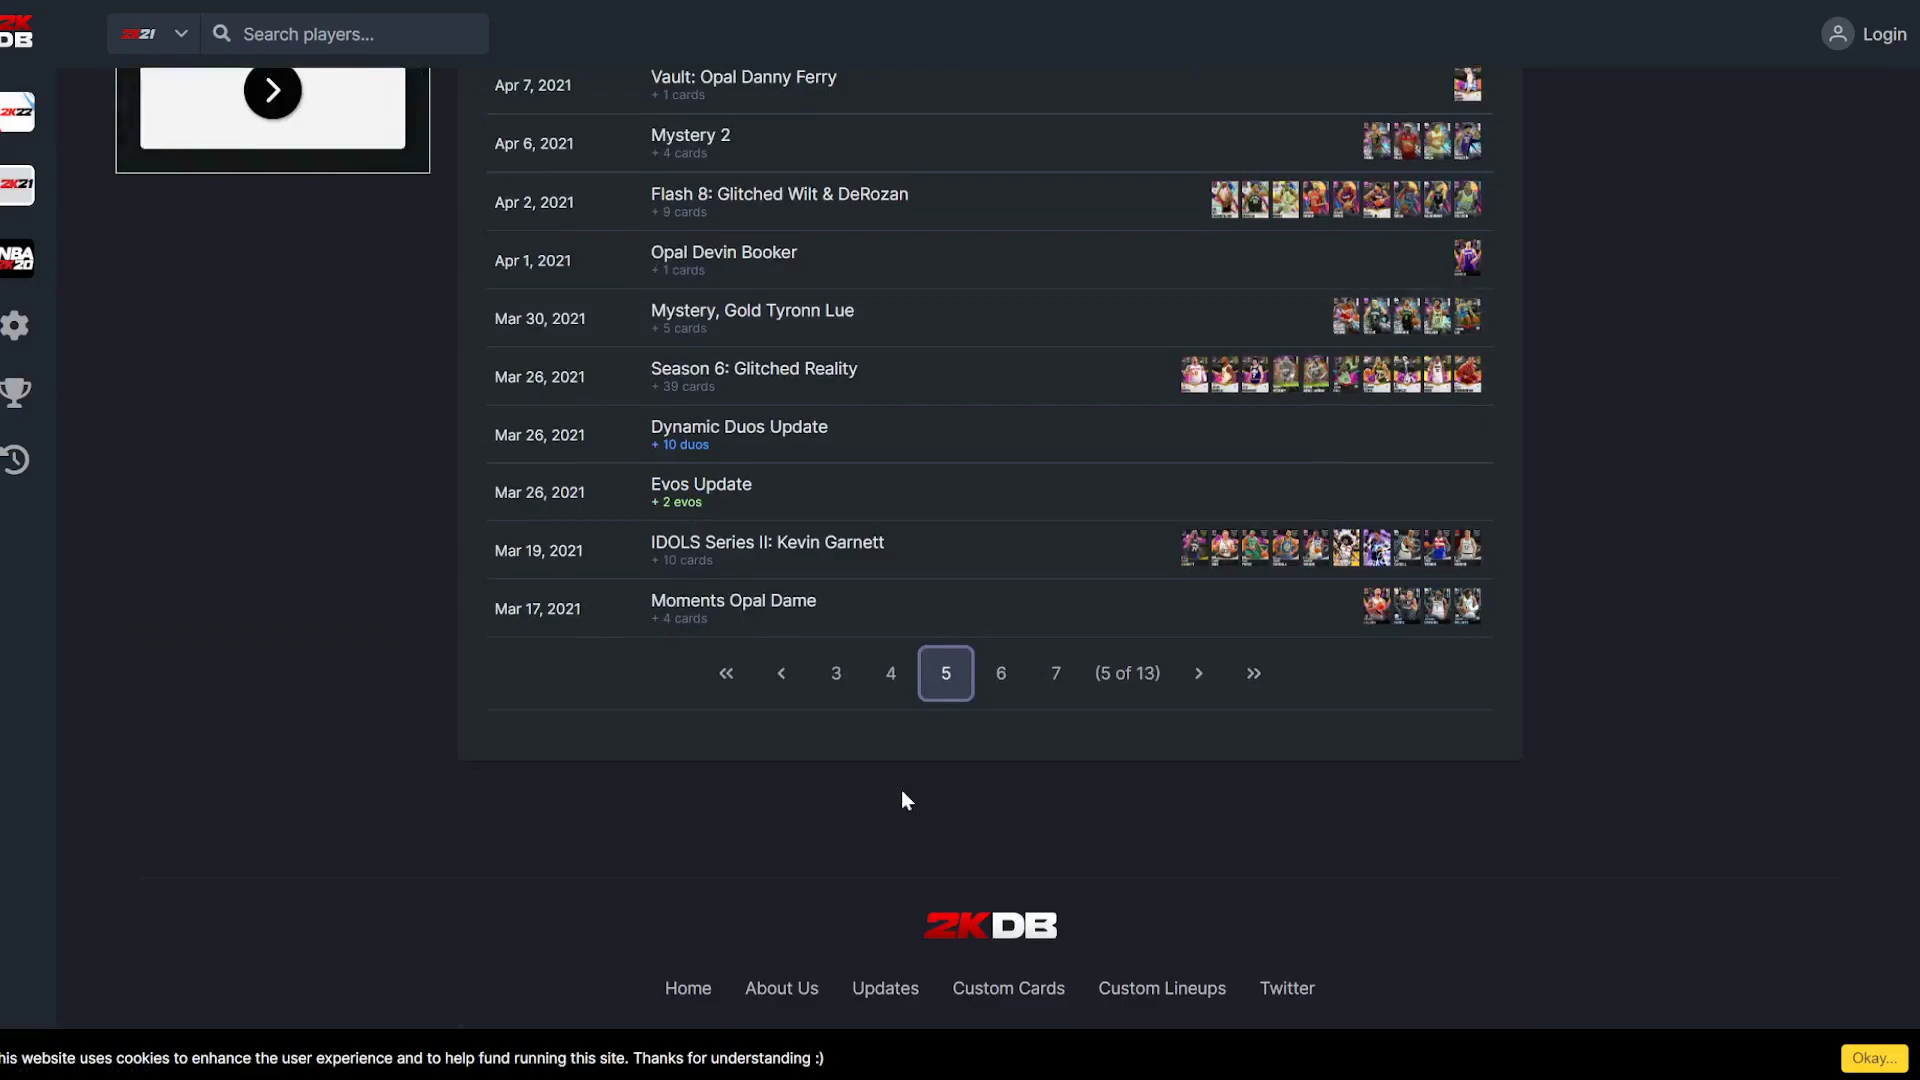 2K
DB
2K21
Search players...
Login
2K22
2K21
NBA
2K20
Apr 7, 2021
Vault: Opal Danny Ferry
+ 1 cards
Apr 6, 2021
Mystery 2
+ 4 cards
Apr 2, 2021
Flash 8: Glitched Wilt & DeRozan
+ 9 cards
Apr 1, 2021
Opal Devin Booker
+ 1 cards
Mar 30, 2021
Mystery, Gold Tyronn Lue
+ 5 cards
Mar 26, 2021
Season 6: Glitched Reality
+ 39 cards
Mar 26, 2021
Dynamic Duos Update
+ 10 duos
Mar 26, 2021
Evos Update
+ 2 evos
Mar 19, 2021
IDOLS Series II: Kevin Garnett
+ 10 cards
Mar 17, 2021
Moments Opal Dame
+ 4 cards
« ‹ 3 4 5 6 7 (5 of 13) › »
2KDB
Home About Us Updates Custom Cards Custom Lineups Twitter
his website uses cookies to enhance the user experience and to help fund running this site. Thanks for understanding :)
Okay...